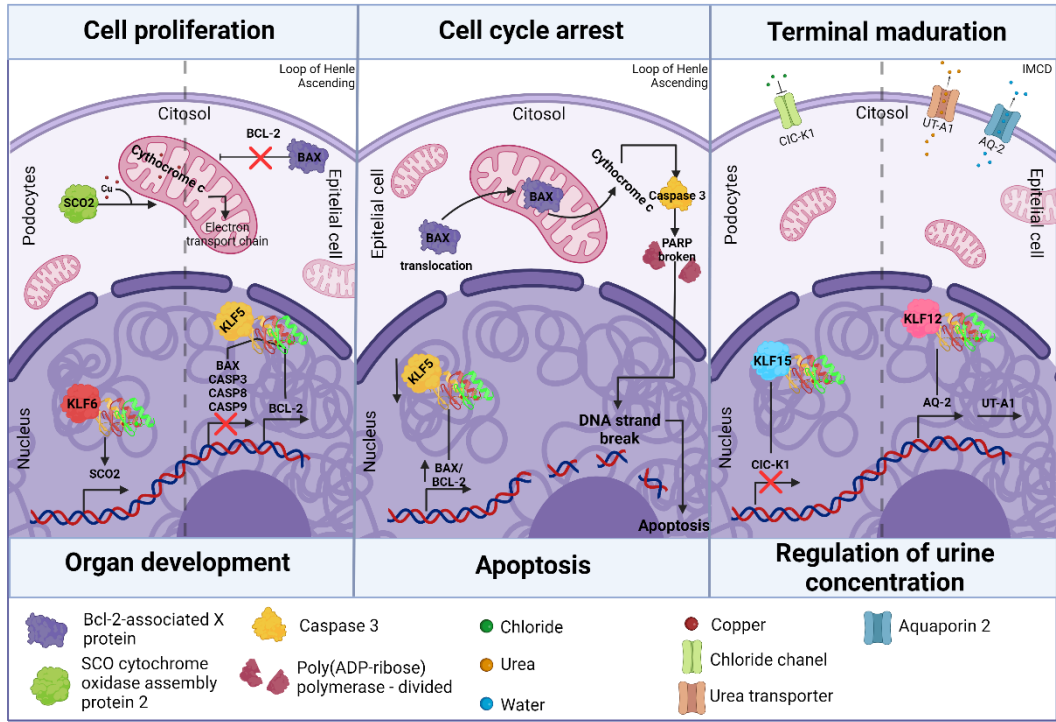 Cell proliferation
Loop of Henle
Ascending
Citosol
BCL-2
BAX
Cythocrome c
Cu
SCO2
Electron
transport chain
Podocytes
Epitelial cell
KLF5
BAX
CASP3
CASP8
CASP9
BCL-2
KLF6
SCO2
Nucleus
Organ development
Cell cycle arrest
Loop of Henle
Ascending
Citosol
Epitelial cell
BAX
BAX
translocation
Cythocrome c
Caspase 3
PARP
broken
KLF5
BAX/
BCL-2
Nucleus
DNA strand
break
Apoptosis
Apoptosis
Terminal maduration
IMCD
ClC-K1
UT-A1
AQ-2
Citosol
Podocytes
Epitelial cell
KLF12
KLF15
AQ-2
UT-A1
ClC-K1
Nucleus
Regulation of urine
concentration
Bcl-2-associated X
protein
SCO cytochrome
oxidase assembly
protein 2
Caspase 3
Poly(ADP-ribose)
polymerase - divided
Chloride
Urea
Water
Copper
Chloride chanel
Urea transporter
Aquaporin 2